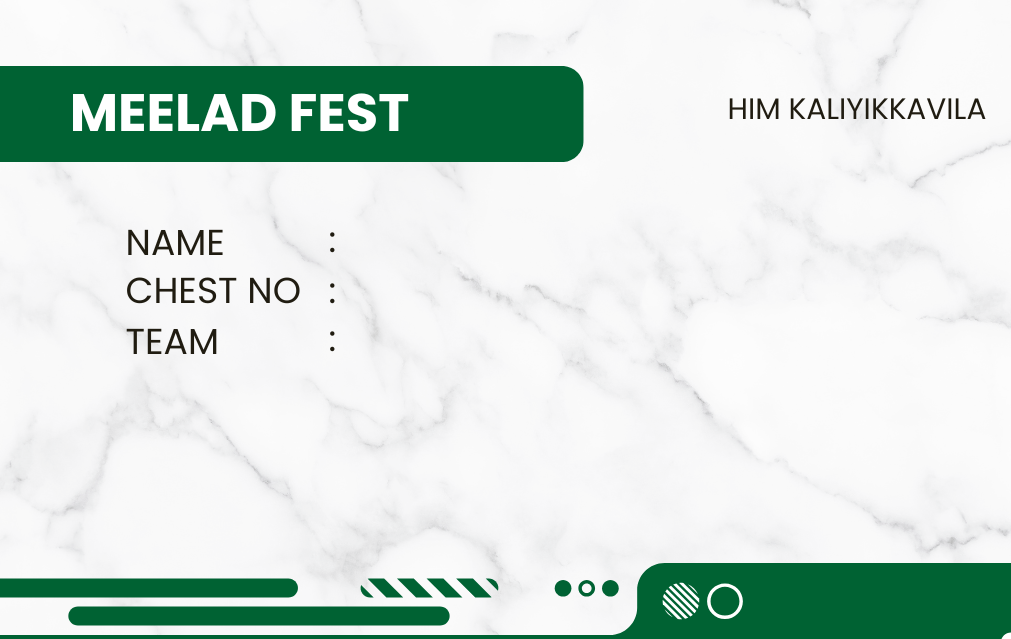 MEELAD FEST
HIM KALIYIKKAVILA
NAME :
CHEST NO :
TEAM :